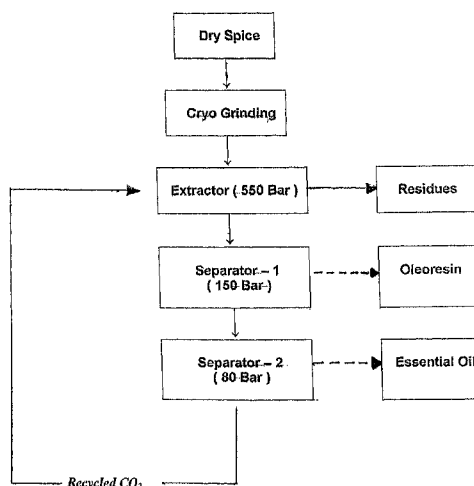 Dry Spice
Cryo Grinding
Extractor ( 550 Bar )
Residues
Separator – 1
( 150 Bar )
Oleoresin
Separator – 2
( 80 Bar )
Essential Oil
Recycled CO2